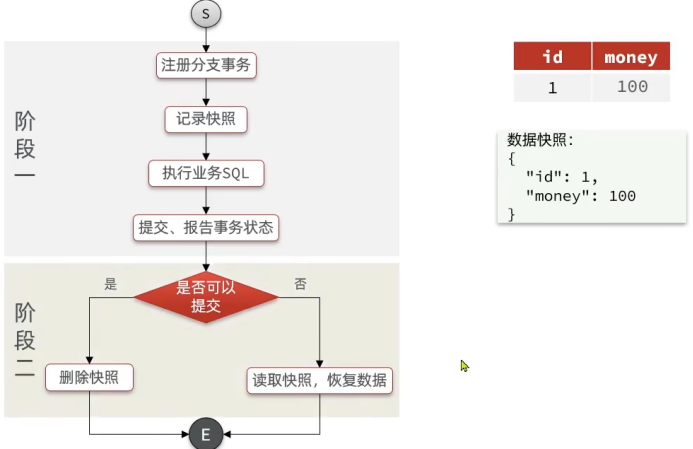 S
阶
段
一
注册分支事务
记录快照
执行业务SQL
提交、报告事务状态
阶
段
二
是
是否可以
提交
否
删除快照
读取快照，恢复数据
E
id money
1 100
数据快照：
{
"id": 1,
"money": 100
}